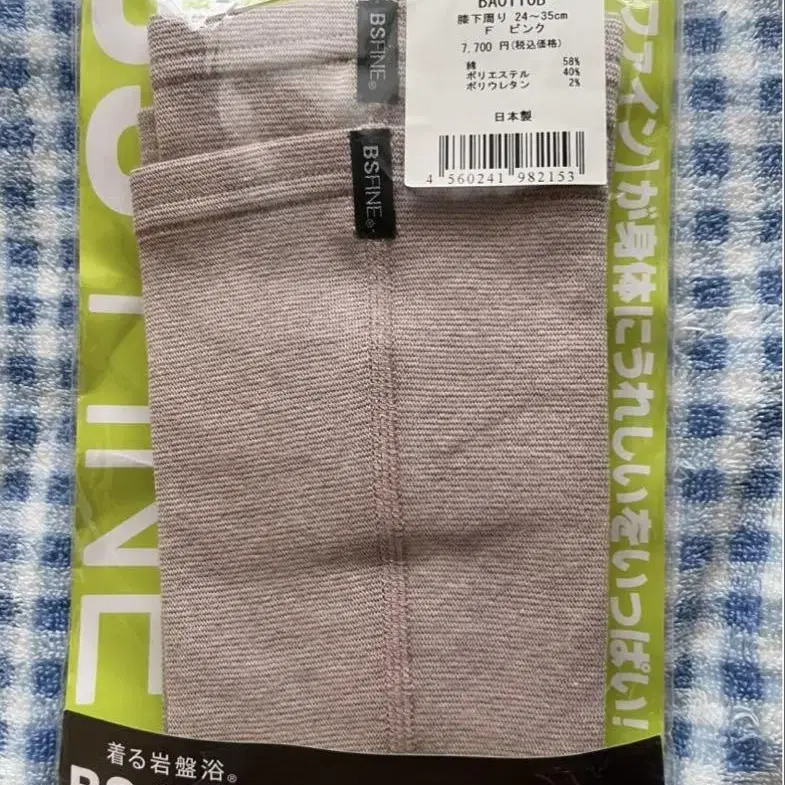 膝下周り 24～35cm
F ピンク
7,700 円(税込価格)
綿 58%
ポリエステル 40%
ポリウレタン 2%
日本製
4 560241 982153
BSFINE®
BSFINE®
ファイン】が身体にうれしいをいっぱい!
着る岩盤浴®